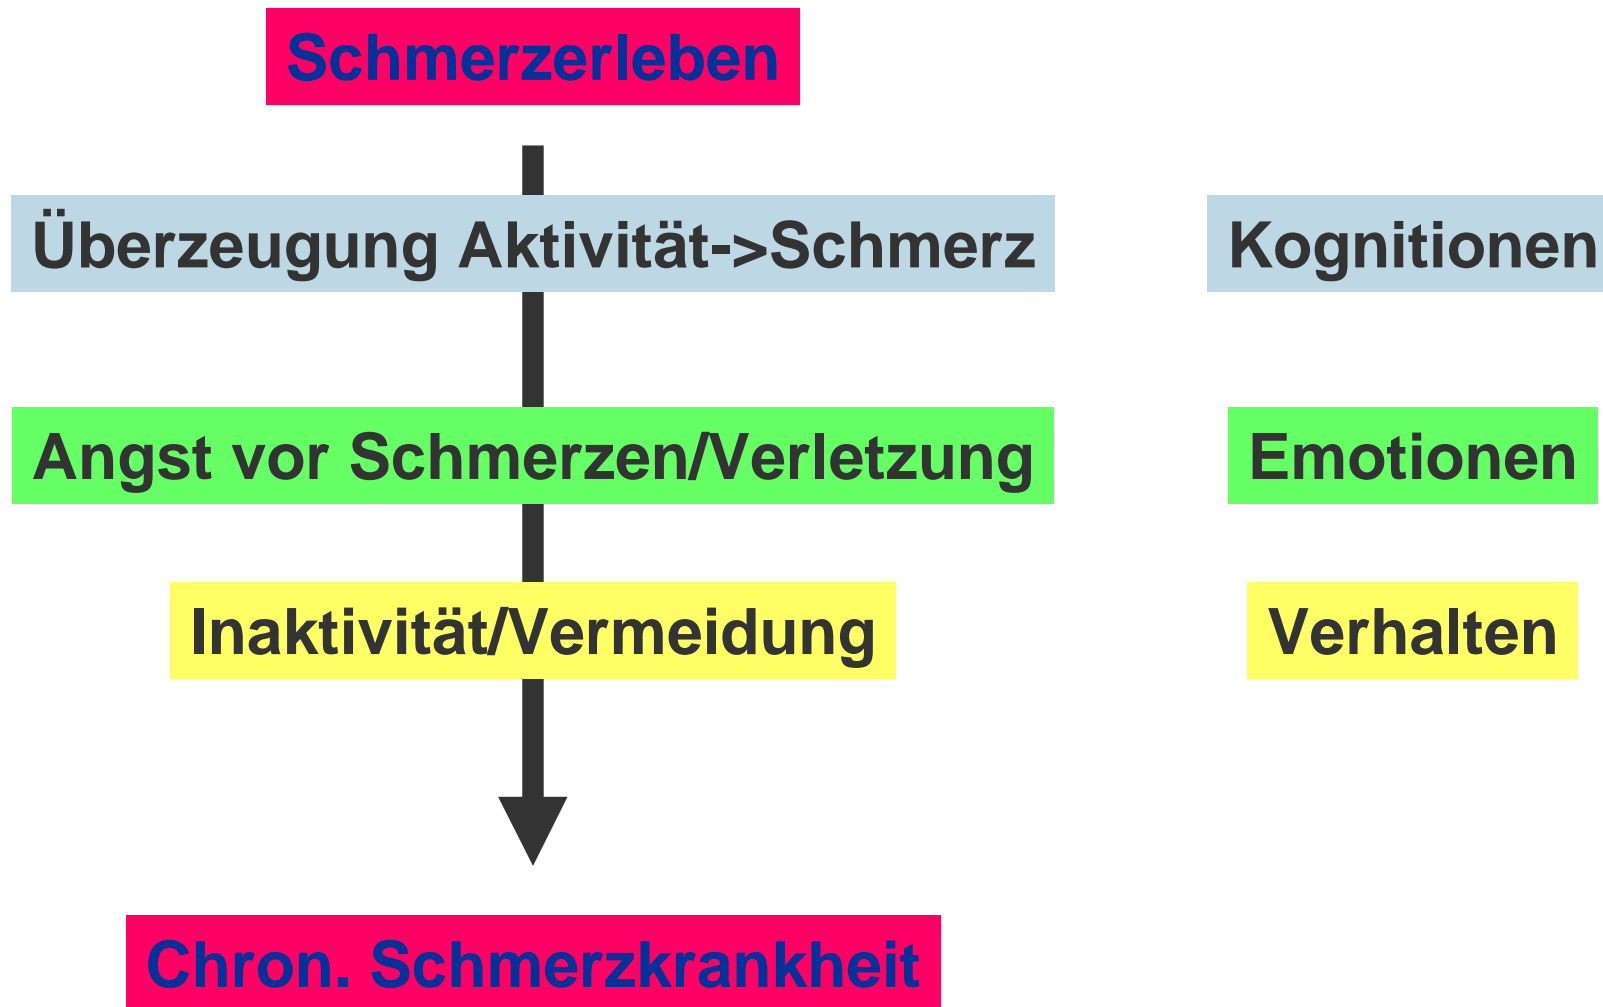 Schmerzerleben
Überzeugung Aktivität->Schmerz
Kognitionen
Angst vor Schmerzen/Verletzung
Emotionen
Inaktivität/Vermeidung
Verhalten
Chron. Schmerzkrankheit